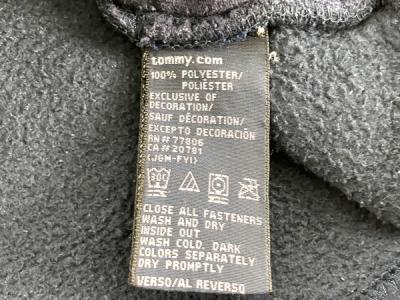 tommy.com
100% POLYESTER/
POLIÉSTER
EXCLUSIVE OF
DECORATION/
SAUF DÉCORATION/
EXCEPTO DECORACIÓN
RN# 77806
CA# 20781
(JGM-FYI)
30C
CLOSE ALL FASTENERS
WASH AND DRY
INSIDE OUT
WASH COLD. DARK
COLORS SEPARATELY
DRY PROMPTLY
VERSO/AL REVERSO